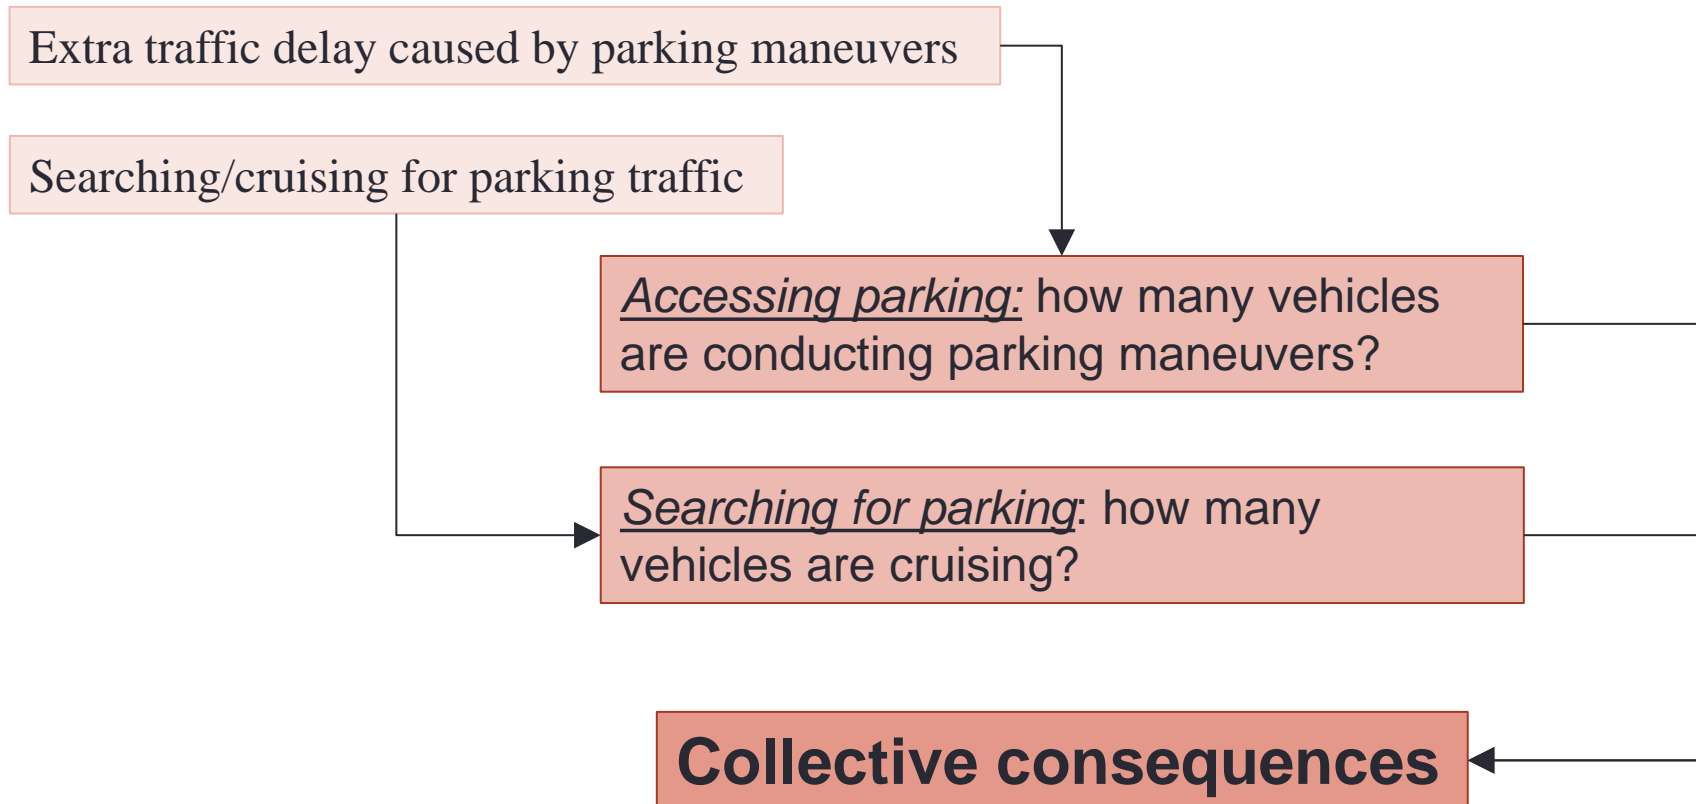 Extra traffic delay caused by parking maneuvers
Searching/cruising for parking traffic
Accessing parking: how many vehicles
are conducting parking maneuvers?
Searching for parking: how many
vehicles are cruising?
Collective consequences